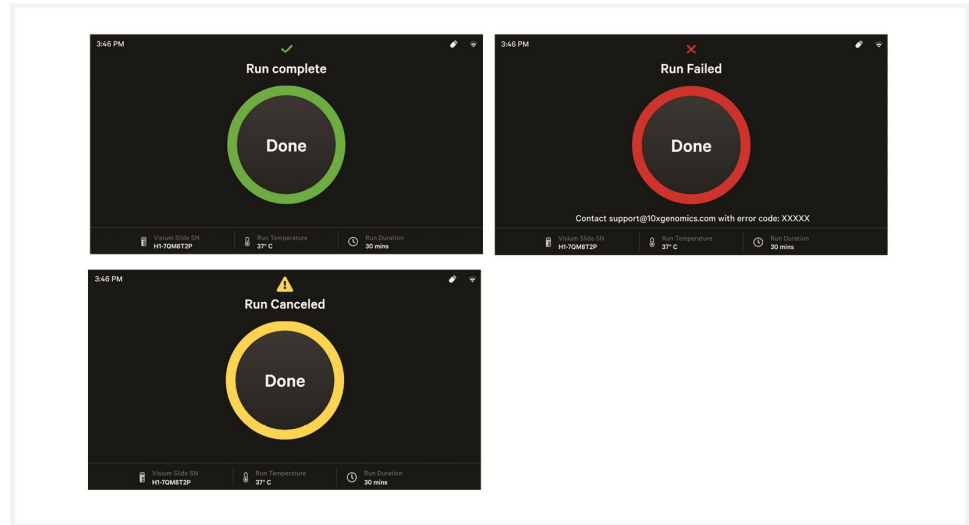 3:46 PM
Run complete
Done
Visium Slide SN
H1-7QM8T2P
Run Temperature
37° C
Run Duration
30 mins
3:46 PM
Run Failed
Done
Contact support@10xgenomics.com with error code: XXXXX
Visium Slide SN
H1-7QM8T2P
Run Temperature
37° C
Run Duration
30 mins
3:46 PM
Run Canceled
Done
Visium Slide SN
H1-7QM8T2P
Run Temperature
37° C
Run Duration
30 mins